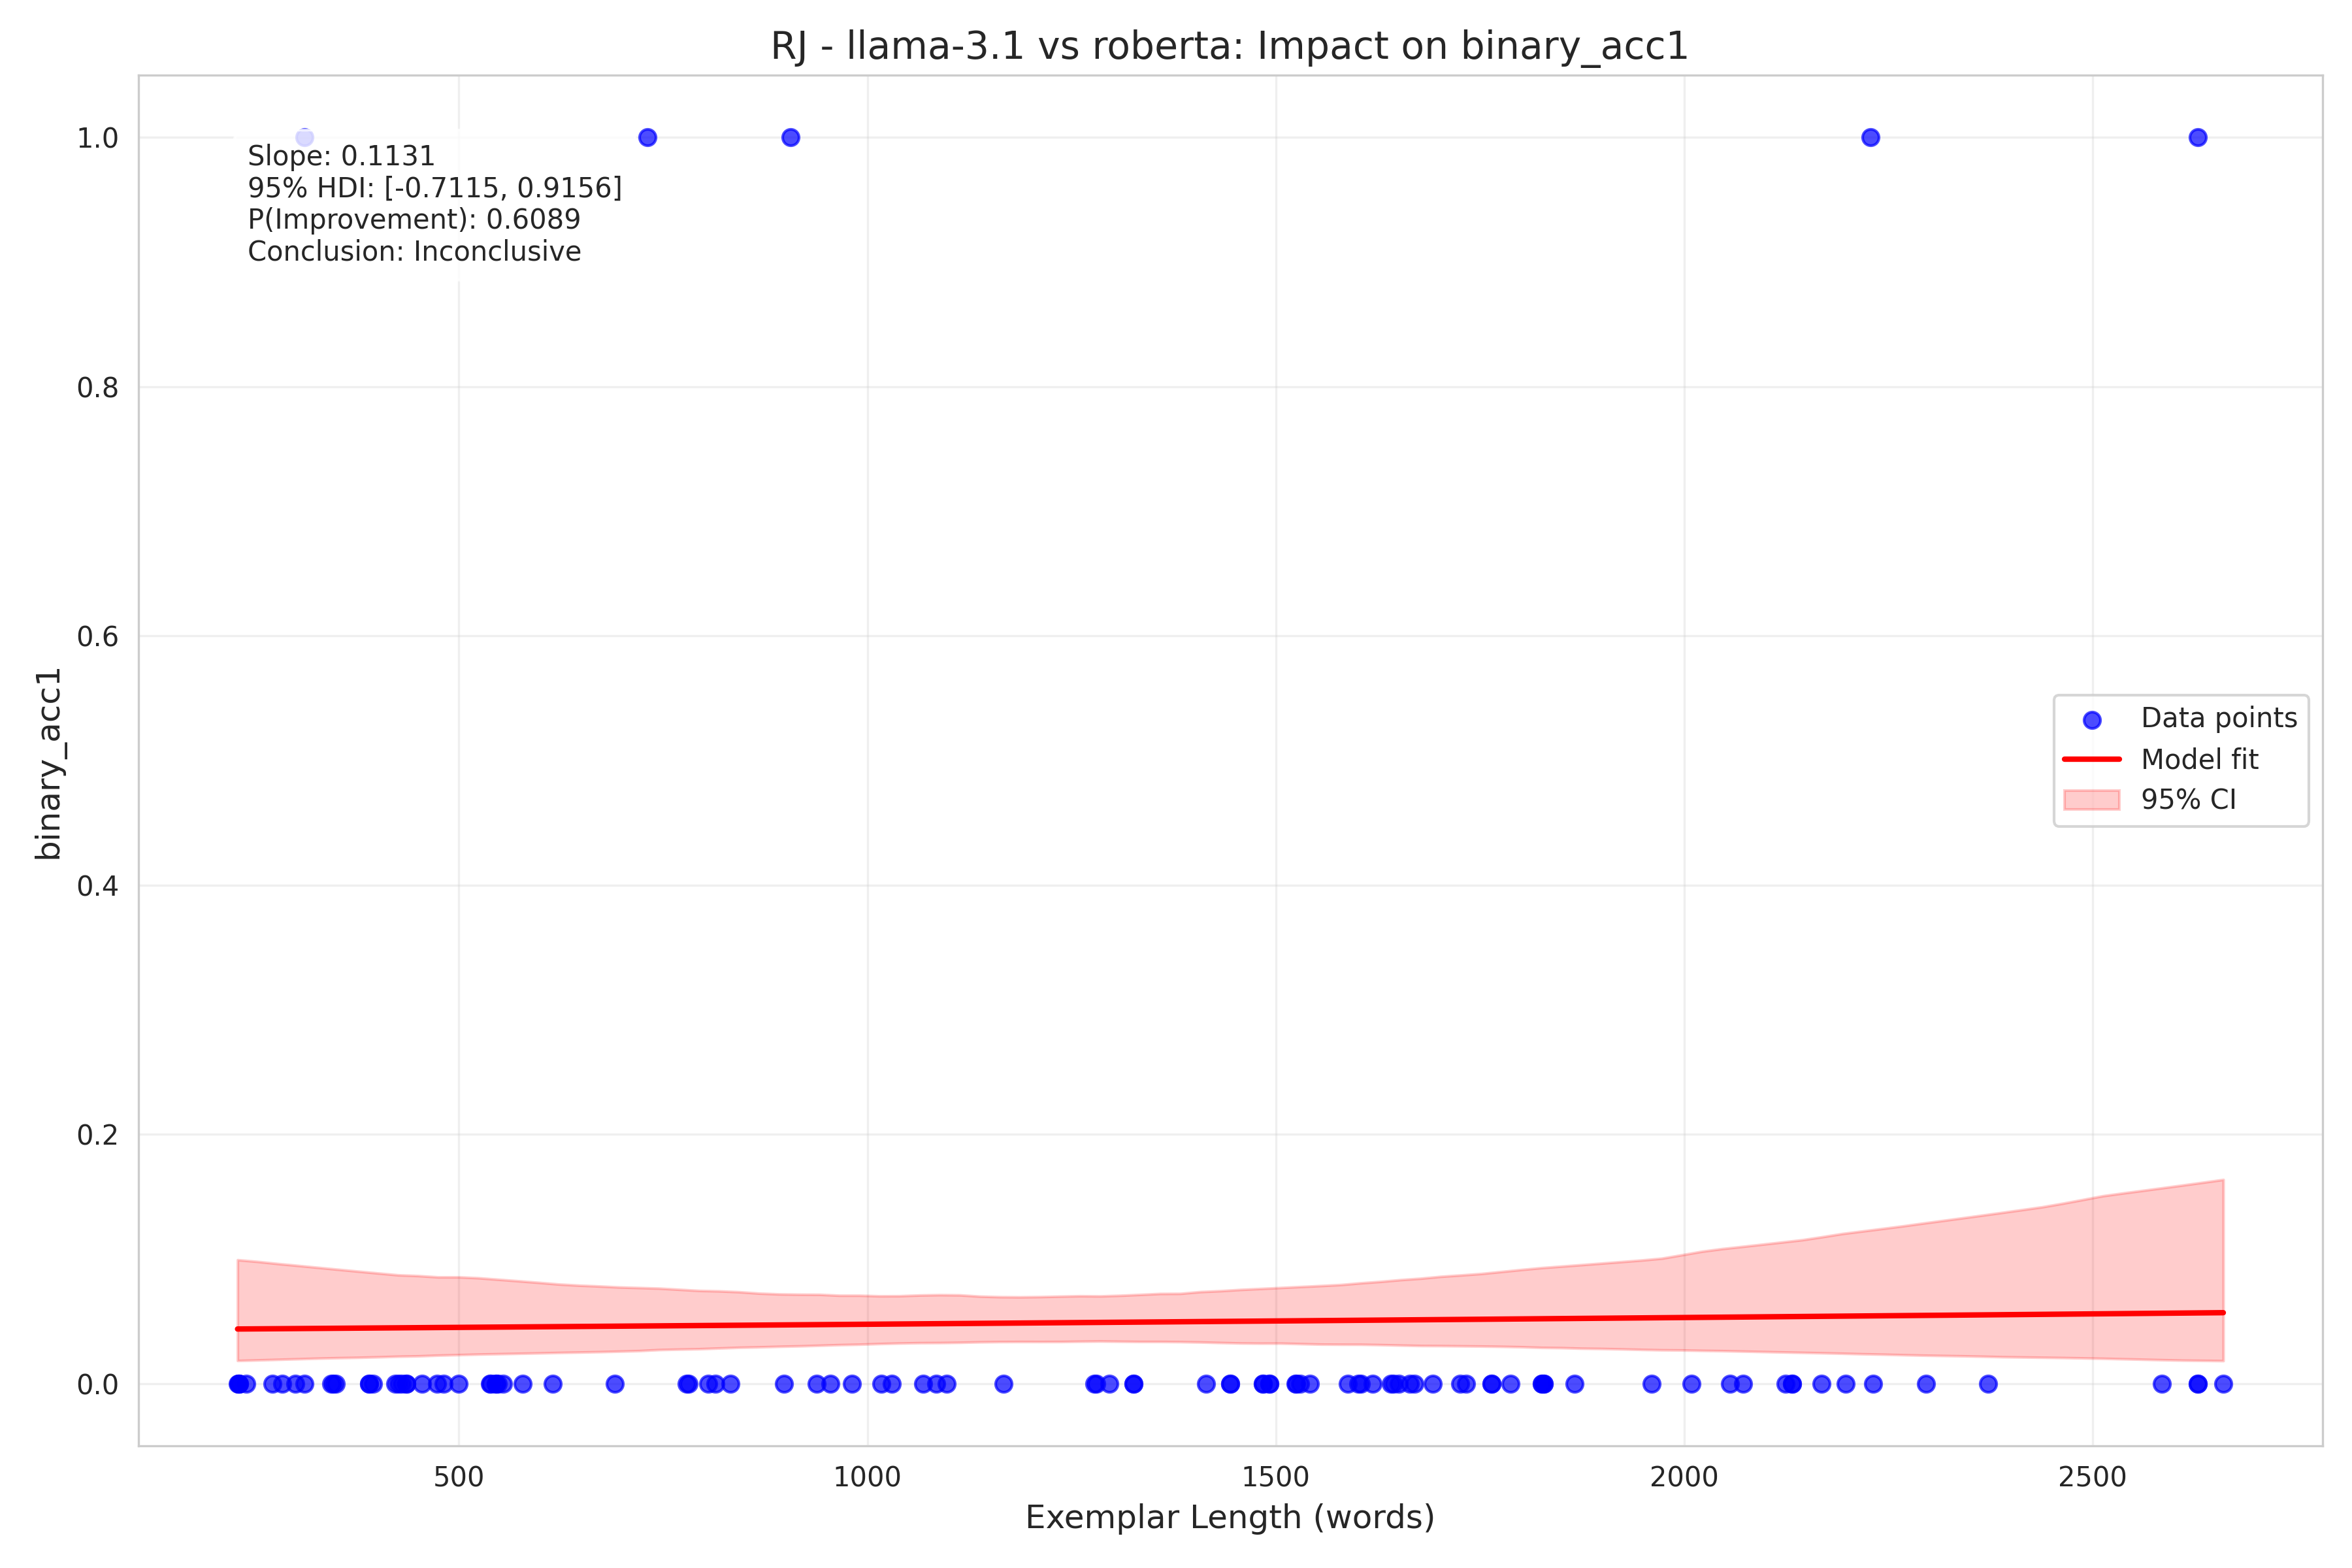 RJ - llama-3.1 vs roberta: Impact on binary_acc1
1.0
0.8
0.6
0.4
0.2
0.0
binary_acc1
Slope: 0.1131
95% HDI: [-0.7115, 0.9156]
P(Improvement): 0.6089
Conclusion: Inconclusive
Data points
Model fit
95% CI
500
1000
1500
2000
2500
Exemplar Length (words)